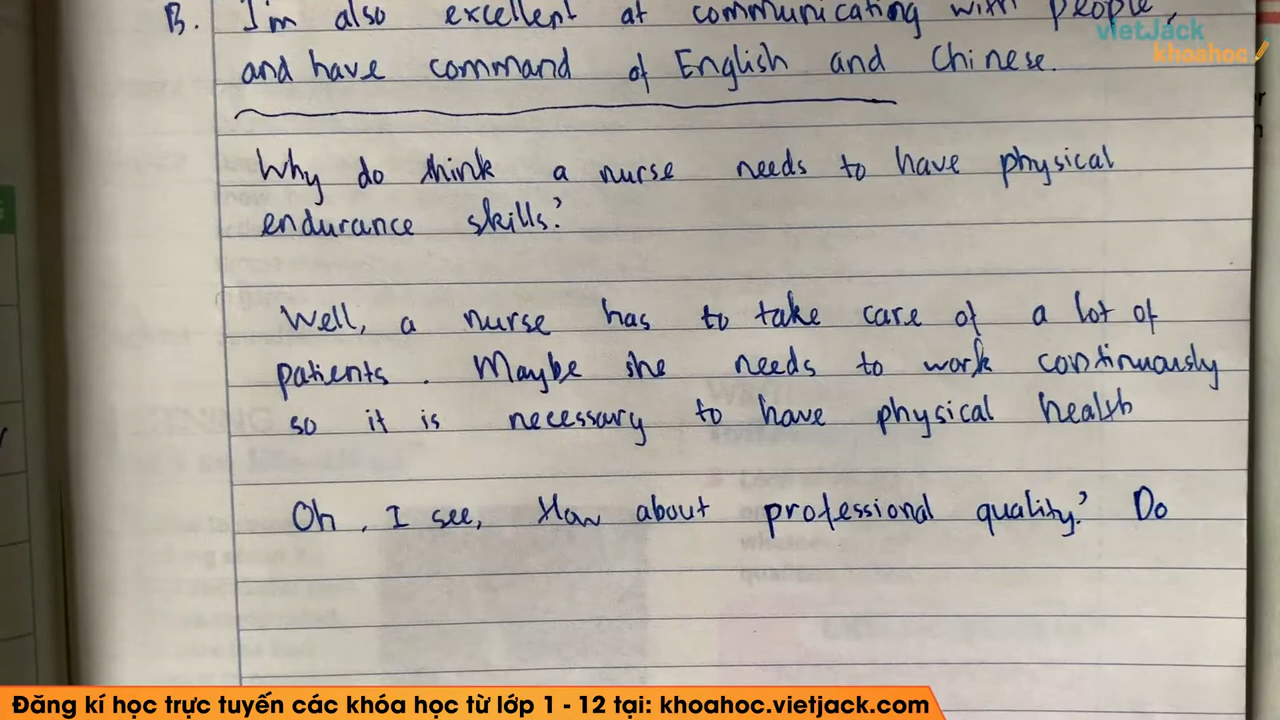 B. I'm also excellent at communicating with people,
and have command of English and Chinese.
vietJack
khoahoc
Why do think a nurse needs to have physical
endurance skills?
Well, a nurse has to take care of a lot of
patients. Maybe she needs to work continuously
so it is necessary to have physical health
Oh, I see, How about professional quality? Do
Đăng kí học trực tuyến các khóa học từ lớp 1 - 12 tại: khoahoc.vietjack.com